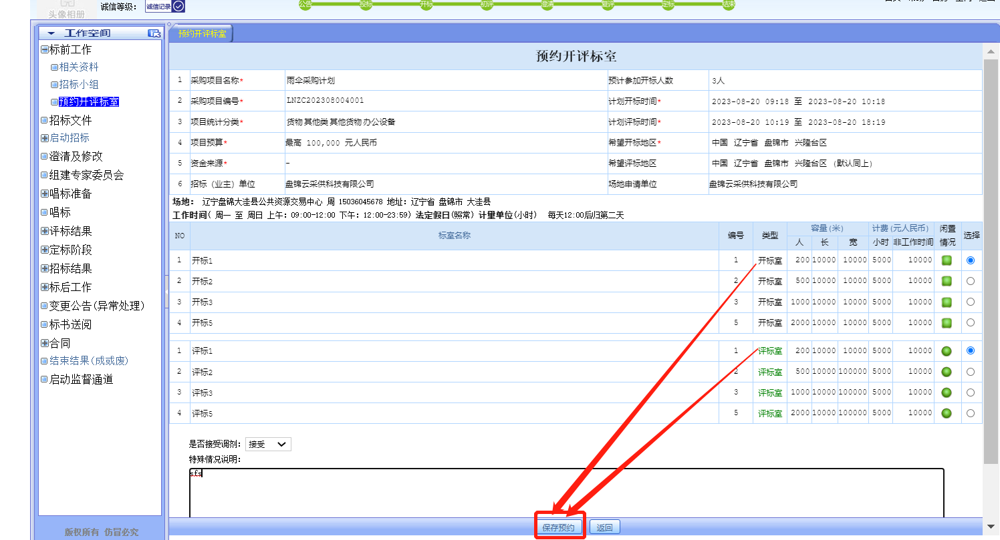 头像相册
诚信等级： 诚信记录
公告 投标 开标 初评 澄清 复评 定标 结束
工作空间
标前工作
相关资料
招标小组
预约开评标室
招标文件
启动招标
澄清及修改
组建专家委员会
唱标准备
唱标
评标结果
定标阶段
招标结果
标后工作
变更公告(异常处理)
标书送阅
合同
结束结果(成或废)
启动监督通道
版权所有 仿冒必究
预约开评标室
预约开评标室
1 采购项目名称* 雨伞采购计划 预计参加开标人数 3人
2 采购项目编号* LNZC202308004001 计划开标时间* 2023-08-20 09:18 至 2023-08-20 10:18
3 项目统计分类* 货物 其他类 其他货物 办公设备 计划评标时间* 2023-08-20 10:19 至 2023-08-20 18:19
4 项目预算* 最高 100,000 元人民币 希望开标地区* 中国 辽宁省 盘锦市 兴隆台区
5 资金来源* - 希望评标地区 中国 辽宁省 盘锦市 兴隆台区 (默认同上)
6 招标（业主）单位 盘锦云采供科技有限公司 场地申请单位 盘锦云采供科技有限公司
场地： 辽宁盘锦大洼县公共资源交易中心 周 15036045678 地址：辽宁省 盘锦市 大洼县
工作时间( 周一 至 周日 上午：09:00-12:00 下午：12:00-23:59) 法定假日(照常) 计量单位(小时) 每天12:00后归第二天
NO 标室名称 编号 类型 容量(米) 计费(元人民币) 闲置情况 选择
人 长 宽 小时 非工作时间
1 开标1 1 开标室 200 10000 10000 5000 10000
2 开标2 2 开标室 500 10000 10000 5000 10000
3 开标3 3 开标室 1000 10000 10000 5000 10000
4 开标5 5 开标室 2000 10000 10000 5000 10000
1 评标1 1 评标室 200 10000 10000 5000 10000
2 评标2 2 评标室 500 10000 100000 5000 10000
3 评标3 3 评标室 1000 10000 100000 5000 10000
4 评标5 5 评标室 2000 10000 100000 5000 10000
是否接受调剂： 接受
特殊情况说明：
sfs
保存预约 返回